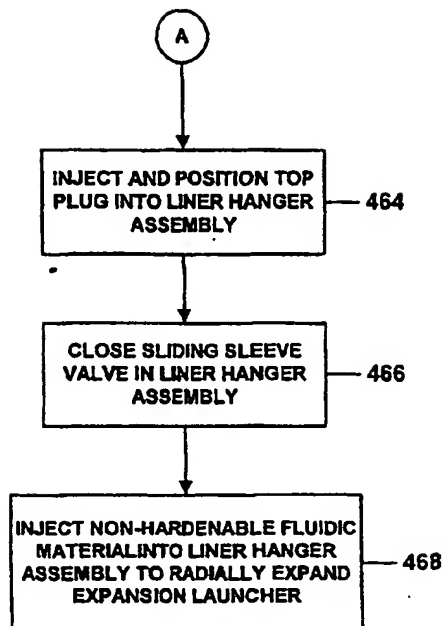 A
INJECT AND POSITION TOP
PLUG INTO LINER HANGER
ASSEMBLY
464
CLOSE SLIDING SLEEVE
VALVE IN LINER HANGER
ASSEMBLY
466
INJECT NON-HARDENABLE FLUIDIC
MATERIALINTO LINER HANGER
ASSEMBLY TO RADIALLY EXPAND
EXPANSION LAUNCHER
468